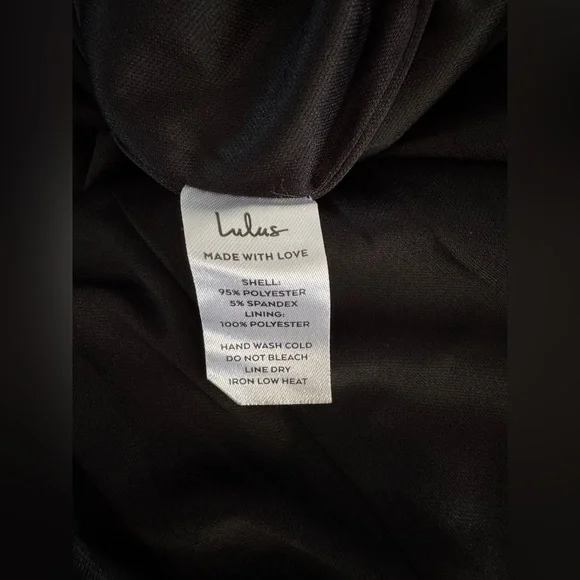 Lulus
MADE WITH LOVE
SHELL:
95% POLYESTER
5% SPANDEX
LINING:
100% POLYESTER
HAND WASH COLD
DO NOT BLEACH
LINE DRY
IRON LOW HEAT